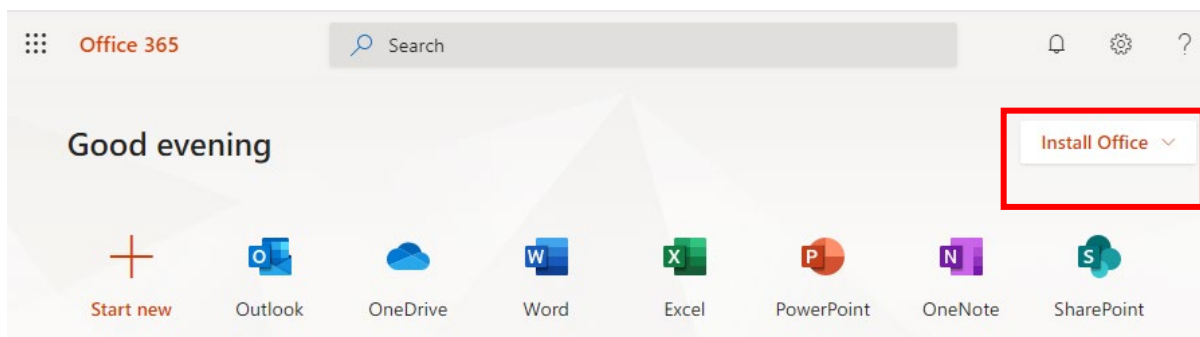 Office 365 Search ?
Good evening
Install Office
O W X P N S
Start new Outlook OneDrive Word Excel PowerPoint OneNote SharePoint